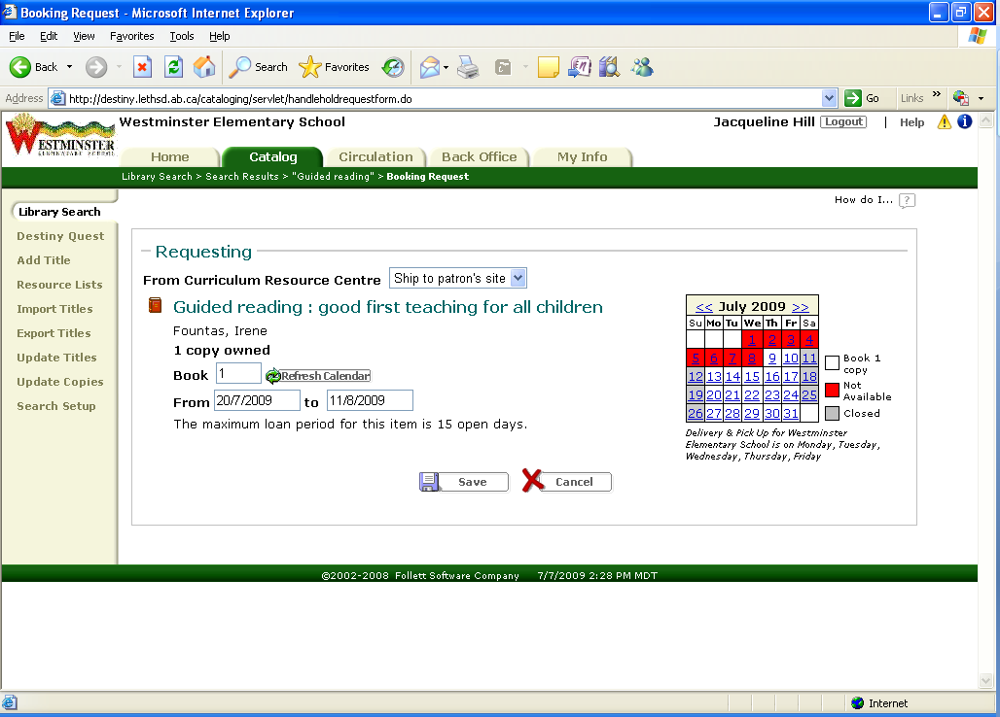 Booking Request - Microsoft Internet Explorer
File Edit View Favorites Tools Help
Back Search Favorites
Address http://destiny.lethsd.ab.ca/cataloging/servlet/handleholdrequestform.do Go Links »
WESTMINSTER
ELEMENTARY SCHOOL
Westminster Elementary School Jacqueline Hill Logout | Help
Home Catalog Circulation Back Office My Info
Library Search > Search Results > "Guided reading" > Booking Request
How do I... ?
Library Search
Destiny Quest
Add Title
Resource Lists
Import Titles
Export Titles
Update Titles
Update Copies
Search Setup
Requesting
From Curriculum Resource Centre Ship to patron's site
Guided reading : good first teaching for all children
Fountas, Irene
1 copy owned
Book 1 Refresh Calendar
From 20/7/2009 to 11/8/2009
The maximum loan period for this item is 15 open days.
<< July 2009 >>
Su Mo Tu We Th Fr Sa
1 2 3 4
5 6 7 8 9 10 11
12 13 14 15 16 17 18
19 20 21 22 23 24 25
26 27 28 29 30 31
Book 1 copy
Not Available
Closed
Delivery & Pick Up for Westminster
Elementary School is on Monday, Tuesday,
Wednesday, Thursday, Friday
Save Cancel
©2002-2008 Follett Software Company 7/7/2009 2:28 PM MDT
Internet